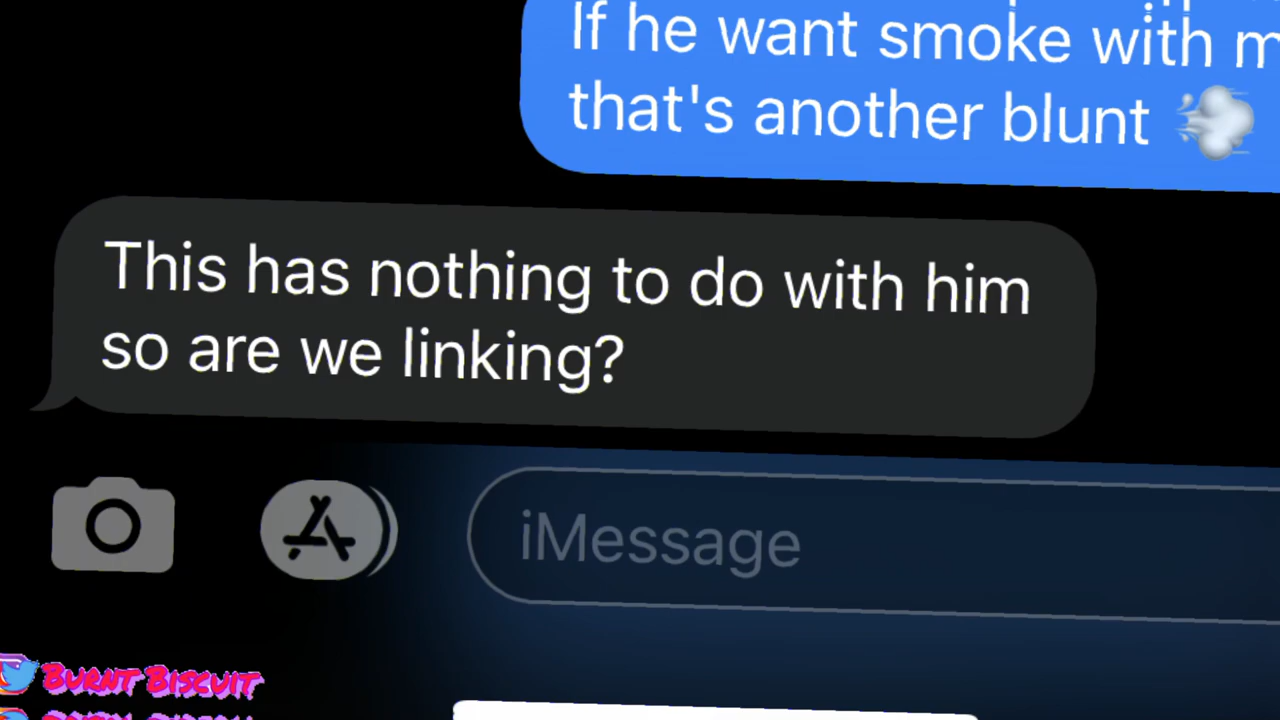 If he want smoke with
that's another blunt 💨
This has nothing to do with him
so are we linking?
iMessage
BURNT BISCUIT